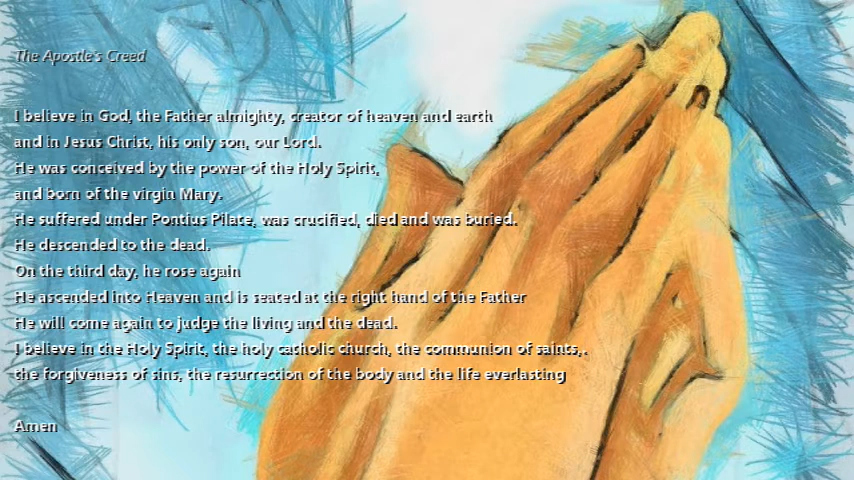 The Apostle's Creed
I believe in God, the Father almighty, creator of heaven and earth
and in Jesus Christ, his only son, our Lord.
He was conceived by the power of the Holy Spirit,
and born of the virgin Mary.
He suffered under Pontius Pilate, was crucified, died and was buried.
He descended to the dead.
On the third day, he rose again
He ascended into Heaven and is seated at the right hand of the Father
He will come again to judge the living and the dead.
I believe in the Holy Spirit, the holy catholic church, the communion of saints,.
the forgiveness of sins, the resurrection of the body and the life everlasting
Amen